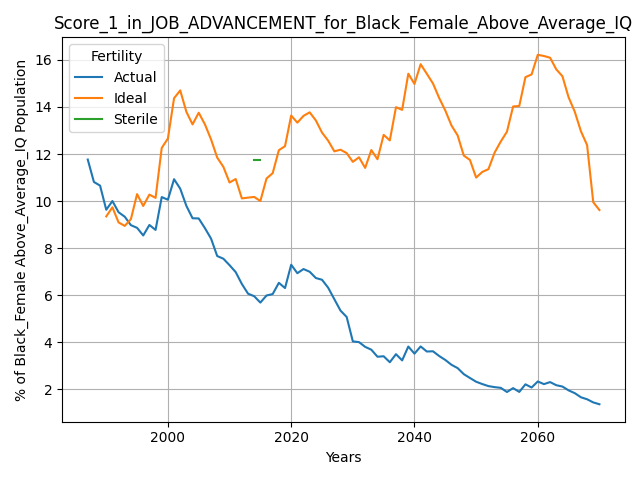 Score_1_in_JOB_ADVANCEMENT_for_Black_Female_Above_Average_IQ
Fertility
Actual
Ideal
Sterile
% of Black_Female Above_Average_IQ Population
16
14
12
10
8
6
4
2
2000
2020
2040
2060
Years